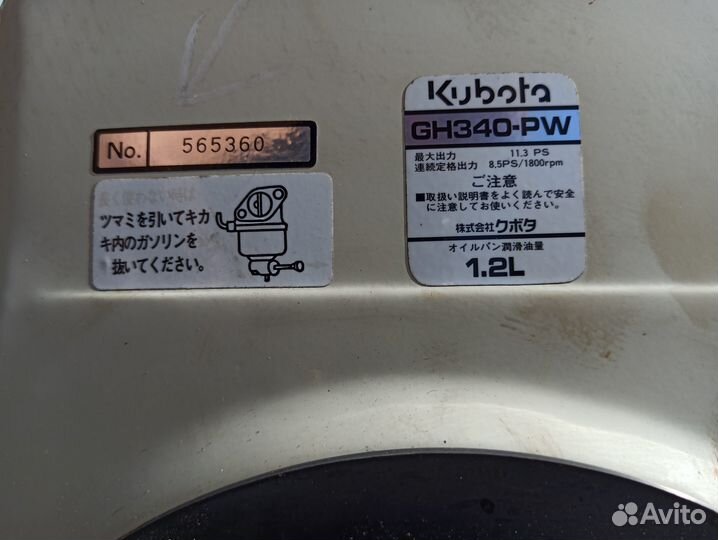 No. 565360
ツマミを引いてキカ
キ内のガソリンを
抜いてください。
Kubota
GH340-PW
最大出力 11.3 PS
連続定格出力 8.5PS/1800rpm
ご注意
■取扱い説明書をよく読んで安全
に注意してお使いください。
株式会社クボタ
オイルパン潤滑油量
1.2L
Avito